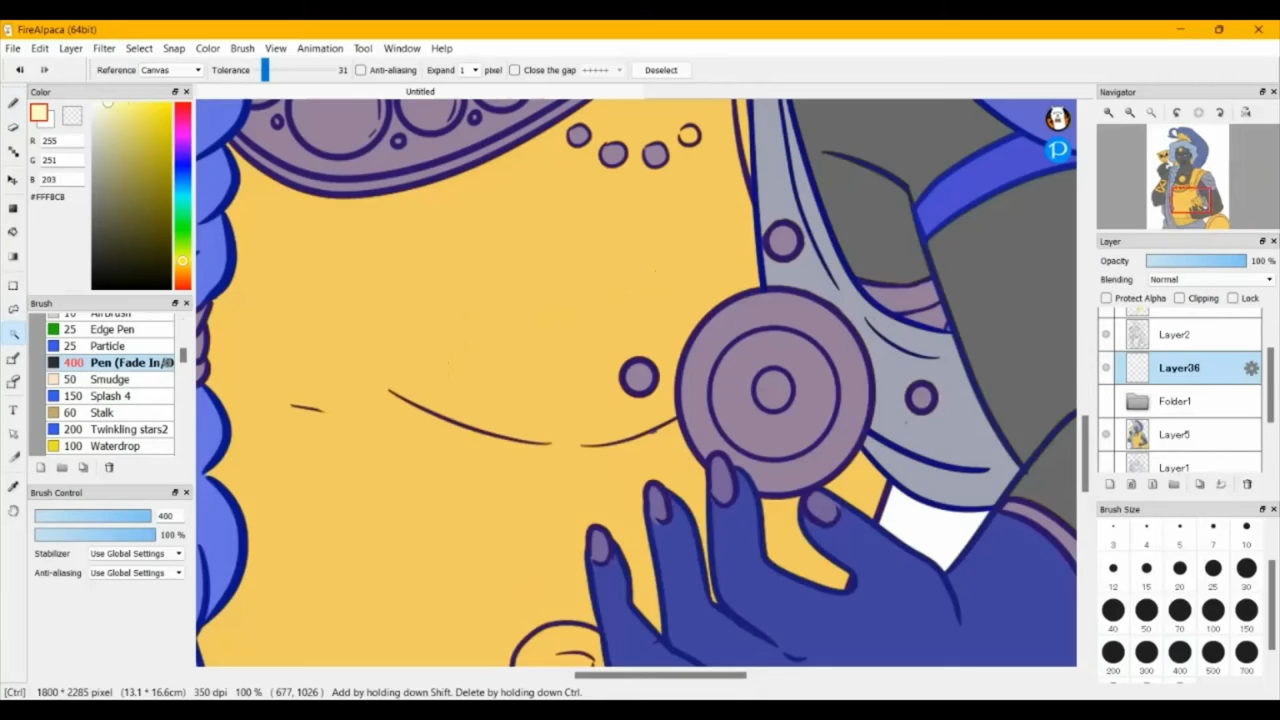 FireAlpaca (64bit)
File Edit Layer Filter Select Snap Color Brush View Animation Tool Window Help
Reference Canvas Tolerance 31 Anti-aliasing Expand 1 pixel Close the gap +++++ Deselect
Color
Untitled
Navigator
R 255
G 251
B 203
#FFFBCB
Layer
Opacity 100 %
Blending Normal
Protect Alpha Clipping Lock
Brush
10 Airbrush
25 Edge Pen
25 Particle
400 Pen (Fade In/
50 Smudge
150 Splash 4
60 Stalk
200 Twinkling stars2
100 Waterdrop
Layer2
Layer36
Folder1
Layer5
Layer1
Brush Control
400
100 %
Stabilizer Use Global Settings
Anti-aliasing Use Global Settings
Brush Size
3 4 5 7 10
12 15 20 25 30
40 50 70 100 150
200 300 400 500 700
[Ctrl] 1800 * 2285 pixel (13.1 * 16.6cm) 350 dpi 100 % ( 677, 1026 ) Add by holding down Shift. Delete by holding down Ctrl.